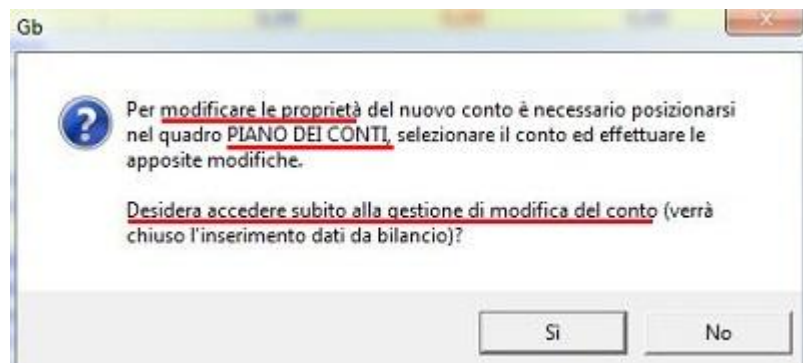 Gb
Per modificare le proprietà del nuovo conto è necessario posizionarsi
nel quadro PIANO DEI CONTI, selezionare il conto ed effettuare le
apposite modifiche.
Desidera accedere subito alla gestione di modifica del conto (verrà
chiuso l'inserimento dati da bilancio)?
Sì
No